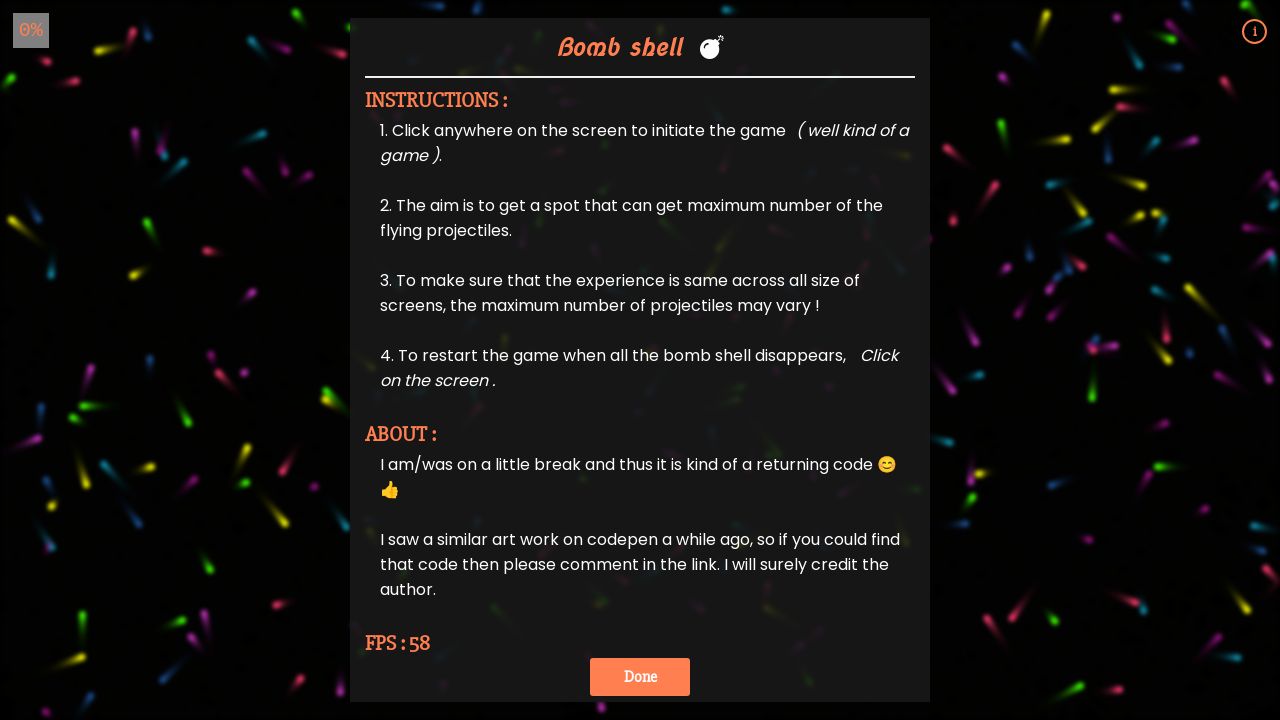 0%
Bomb shell 💣
i
INSTRUCTIONS :
1. Click anywhere on the screen to initiate the game ( well kind of a
game ).
2. The aim is to get a spot that can get maximum number of the
flying projectiles.
3. To make sure that the experience is same across all size of
screens, the maximum number of projectiles may vary !
4. To restart the game when all the bomb shell disappears, Click
on the screen .
ABOUT :
I am/was on a little break and thus it is kind of a returning code 😊
👍
I saw a similar art work on codepen a while ago, so if you could find
that code then please comment in the link. I will surely credit the
author.
FPS : 58
Done